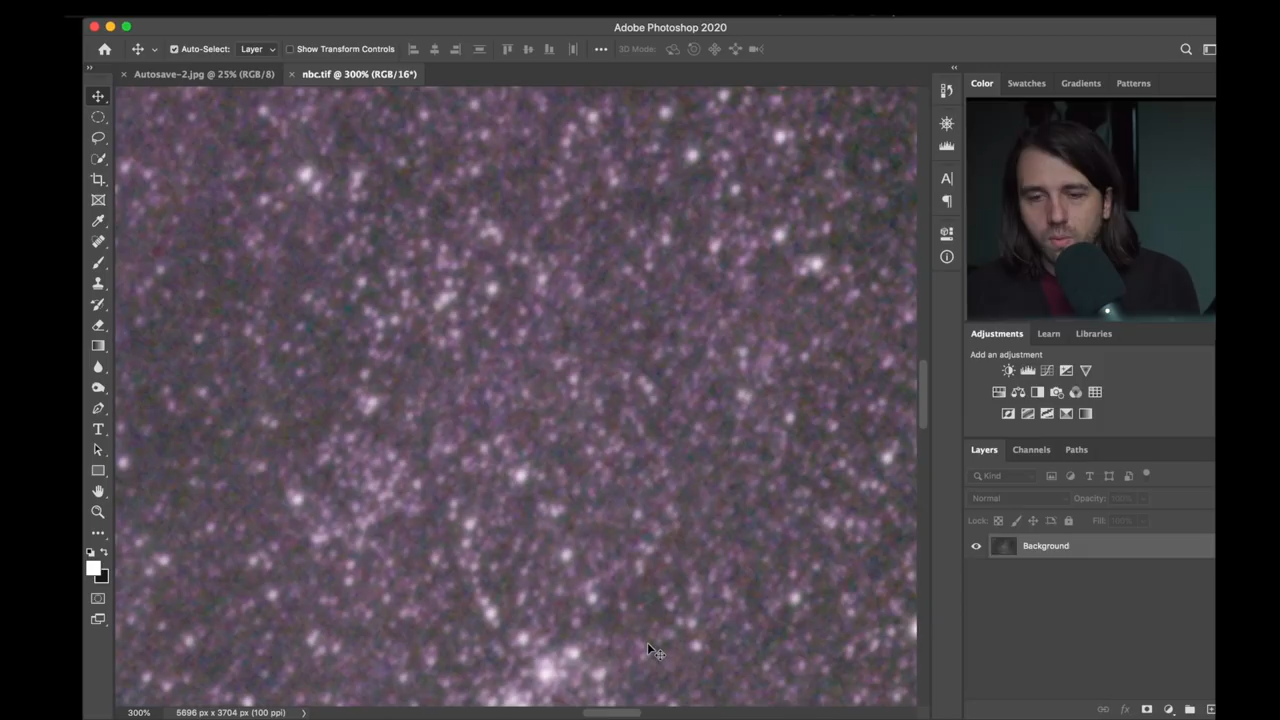 Adobe Photoshop 2020
Auto-Select: Layer Show Transform Controls 3D Mode:
Autosave-2.jpg @ 25% (RGB/8) nbc.tif @ 300% (RGB/16*)
Color Swatches Gradients Patterns
Adjustments Learn Libraries
Add an adjustment
Layers Channels Paths
Kind
Normal Opacity: 100%
Lock: Fill: 100%
Background
300% 5696 px x 3704 px (100 ppi)